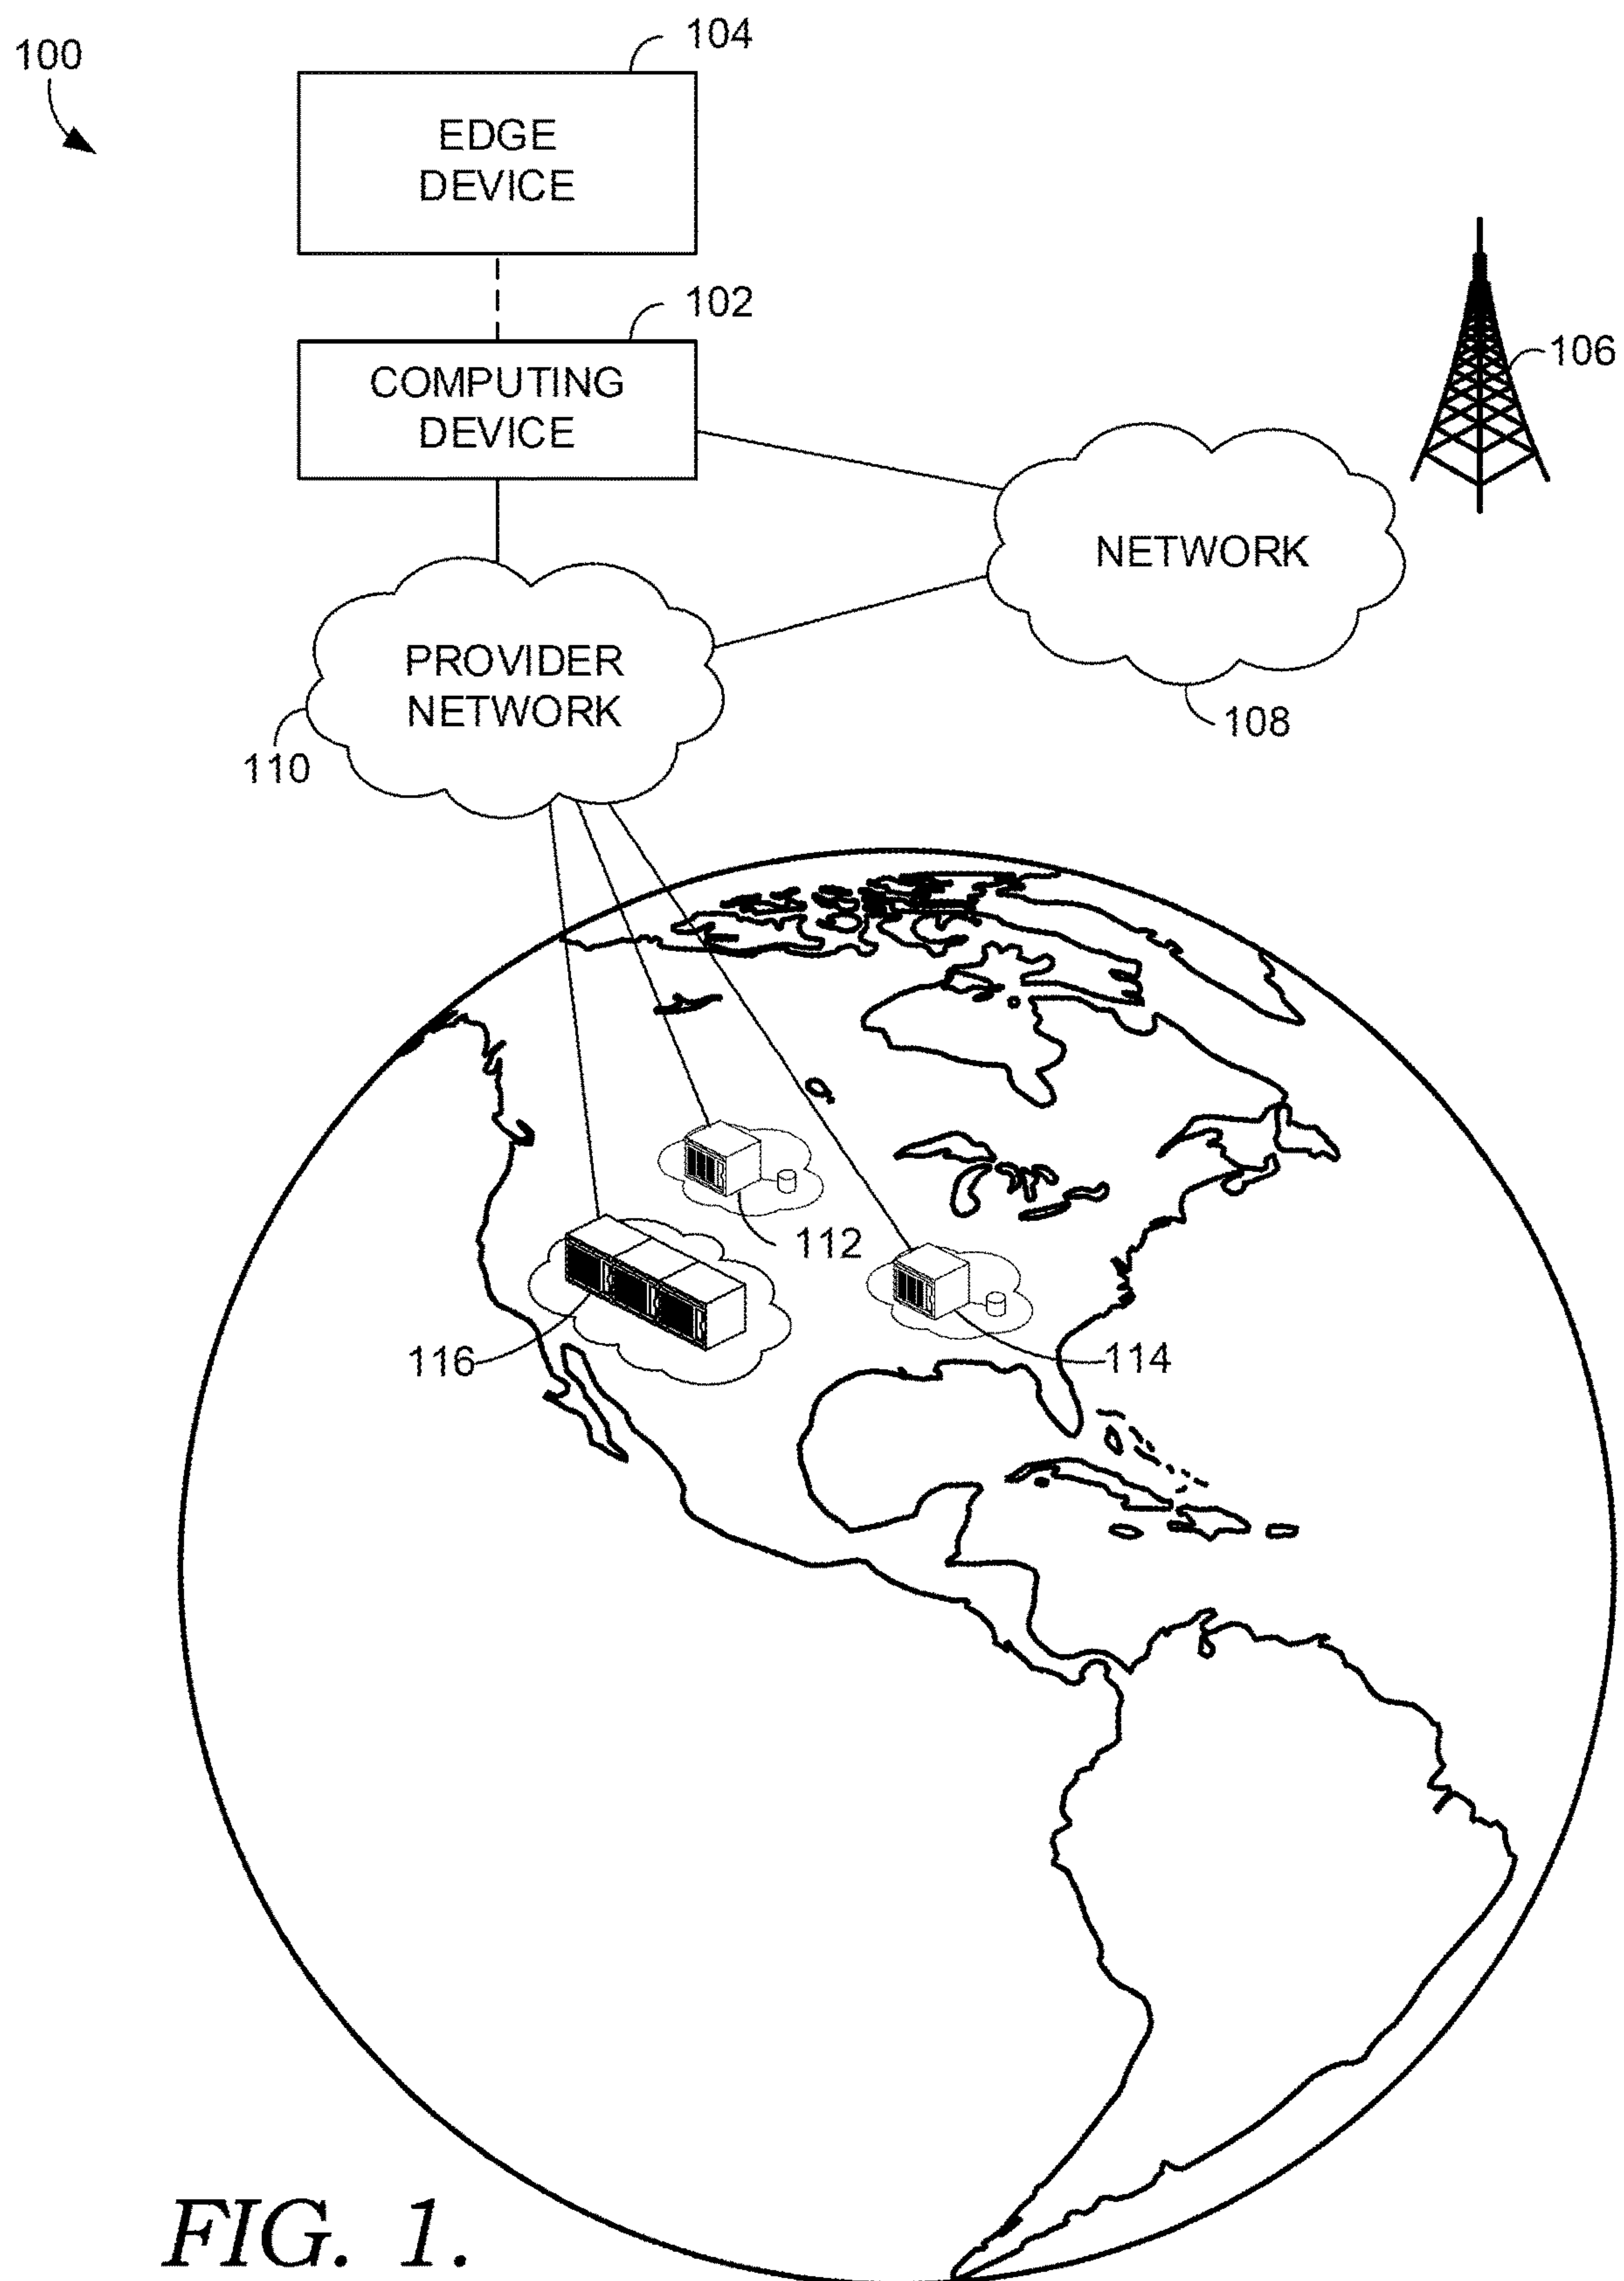 100
104
EDGE
DEVICE
102
COMPUTING
DEVICE
106
NETWORK
108
PROVIDER
NETWORK
110
112
116
114
FIG. 1.